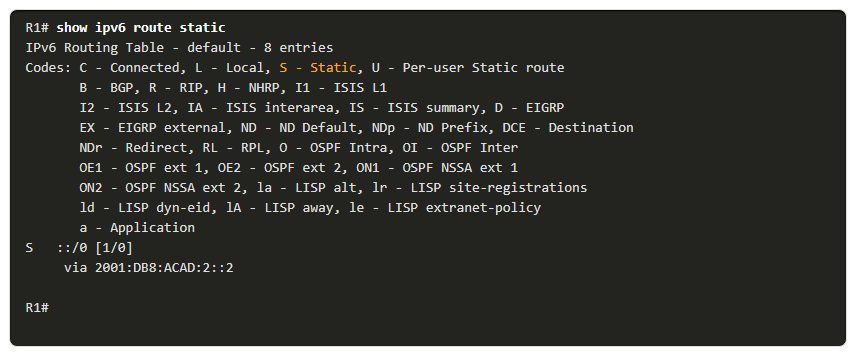 R1# show ipv6 route static
IPv6 Routing Table - default - 8 entries
Codes: C - Connected, L - Local, S - Static, U - Per-user Static route
       B - BGP, R - RIP, H - NHRP, I1 - ISIS L1
       I2 - ISIS L2, IA - ISIS interarea, IS - ISIS summary, D - EIGRP
       EX - EIGRP external, ND - ND Default, NDp - ND Prefix, DCE - Destination
       NDr - Redirect, RL - RPL, O - OSPF Intra, OI - OSPF Inter
       OE1 - OSPF ext 1, OE2 - OSPF ext 2, ON1 - OSPF NSSA ext 1
       ON2 - OSPF NSSA ext 2, la - LISP alt, lr - LISP site-registrations
       ld - LISP dyn-eid, lA - LISP away, le - LISP extranet-policy
       a - Application
S   ::/0 [1/0]
     via 2001:DB8:ACAD:2::2
R1#